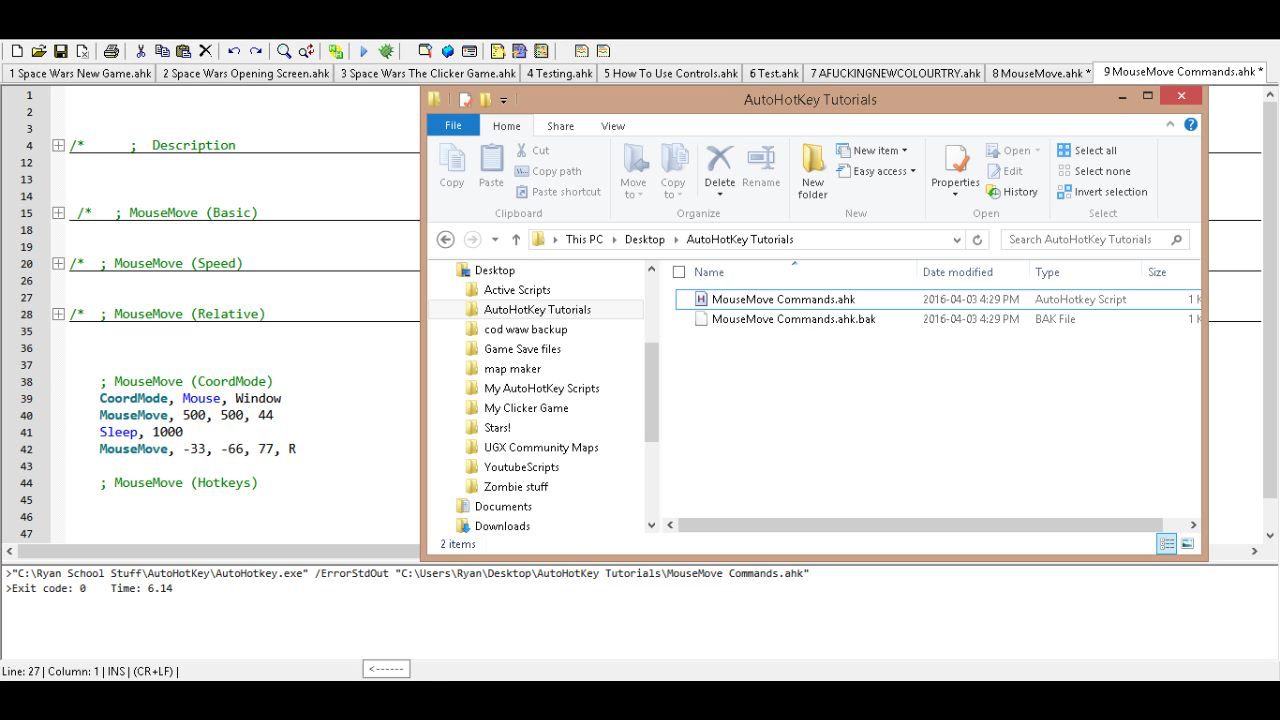 1 Space Wars New Game.ahk 2 Space Wars Opening Screen.ahk 3 Space Wars The Clicker Game.ahk 4 Testing.ahk 5 How To Use Controls.ahk 6 Test.ahk 7 AFUCKINGNEWCOLOURTRY.ahk 8 MouseMove.ahk * 9 MouseMove Commands.ahk *
1
2
3
4 /* ; Description
12
13
14
15 /* ; MouseMove (Basic)
18
19
20 /* ; MouseMove (Speed)
26
27
28 /* ; MouseMove (Relative)
35
36
37
38 ; MouseMove (CoordMode)
39 CoordMode, Mouse, Window
40 MouseMove, 500, 500, 44
41 Sleep, 1000
42 MouseMove, -33, -66, 77, R
43
44 ; MouseMove (Hotkeys)
45
46
47
AutoHotKey Tutorials
File Home Share View
Copy Paste Cut
Copy path
Paste shortcut
Clipboard
Move to Copy to Delete Rename
Organize
New folder New item
Easy access
New
Properties Open
Edit
History
Open
Select all
Select none
Invert selection
Select
This PC Desktop AutoHotKey Tutorials Search AutoHotKey Tutorials
Desktop
Active Scripts
AutoHotKey Tutorials
cod waw backup
Game Save files
map maker
My AutoHotKey Scripts
My Clicker Game
Stars!
UGX Community Maps
YoutubeScripts
Zombie stuff
Documents
Downloads
Name Date modified Type Size
MouseMove Commands.ahk 2016-04-03 4:29 PM AutoHotkey Script 1 K
MouseMove Commands.ahk.bak 2016-04-03 4:29 PM BAK File 1 K
2 items
>"C:\Ryan School Stuff\AutoHotKey\AutoHotkey.exe" /ErrorStdOut "C:\Users\Ryan\Desktop\AutoHotKey Tutorials\MouseMove Commands.ahk"
>Exit code: 0 Time: 6.14
Line: 27 | Column: 1 | INS | (CR+LF) |
<------